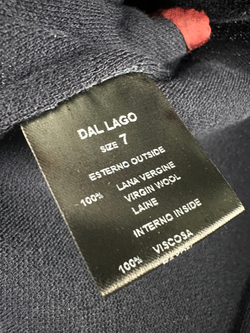 DAL LAGO
SIZE 7
ESTERNO OUTSIDE
100% LANA VERGINE
VIRGIN WOOL
LAINE
INTERNO INSIDE
100% VISCOSA